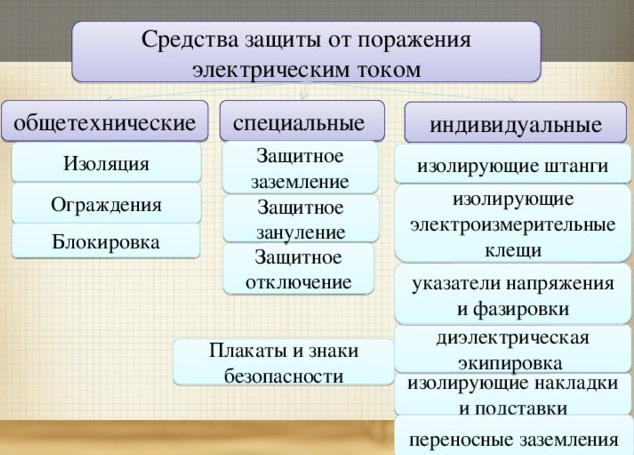 Средства защиты от поражения
электрическим током
общетехнические
Изоляция
Ограждения
Блокировка
специальные
Защитное
заземление
Защитное
зануление
Защитное
отключение
Плакаты и знаки
безопасности
индивидуальные
изолирующие штанги
изолирующие
электроизмерительные
клещи
указатели напряжения
и фазировки
диэлектрическая
экипировка
изолирующие накладки
и подставки
переносные заземления